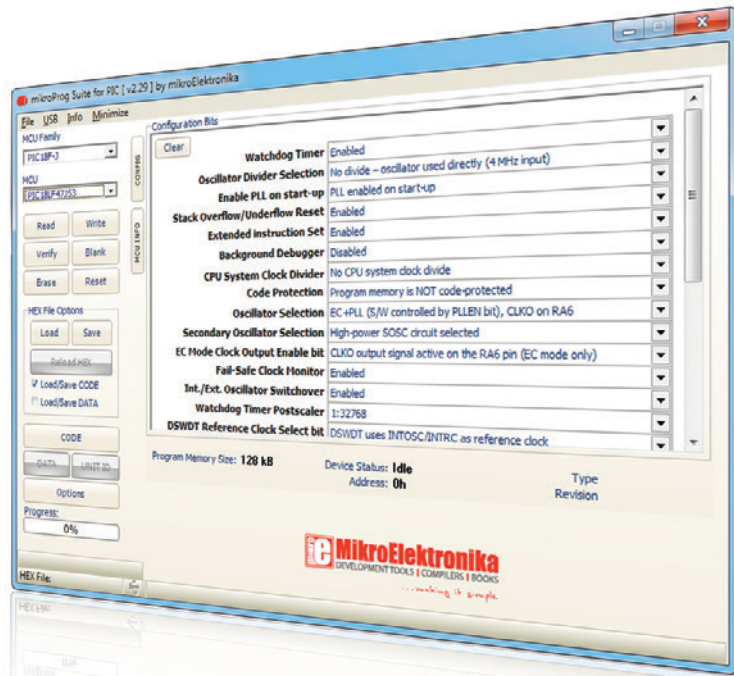 mikroProg Suite for PIC [ v2.29 ] by mikroElektronika
File USB Info Minimize
MCU Family
PIC18F-J
MCU
PIC18LF47J53
Read Write
Verify Blank
Erase Reset
HEX File Options
Load Save
Reload HEX
Load/Save CODE
Load/Save DATA
CODE
DATA UNIT ID
Options
Progress:
0%
HEX File:
CONFIG
MCU INFO
Configuration Bits
Clear
Watchdog Timer Enabled
Oscillator Divider Selection No divide – oscillator used directly (4 MHz input)
Enable PLL on start-up PLL enabled on start-up
Stack Overflow/Underflow Reset Enabled
Extended instruction Set Enabled
Background Debugger Disabled
CPU System Clock Divider No CPU system clock divide
Code Protection Program memory is NOT code-protected
Oscillator Selection EC+PLL (S/W controlled by PLLEN bit), CLKO on RA6
Secondary Oscillator Selection High-power SOSC circuit selected
EC Mode Clock Output Enable bit CLKO output signal active on the RA6 pin (EC mode only)
Fail-Safe Clock Monitor Enabled
Int./Ext. Oscillator Switchover Enabled
Watchdog Timer Postscaler 1:32768
DSWDT Reference Clock Select bit DSWDT uses INTOSC/INTRC as reference clock
Program Memory Size: 128 kB
Device Status: Idle
Address: 0h
Type
Revision
MikroElektronika
DEVELOPMENT TOOLS | COMPILERS | BOOKS
...making it simple